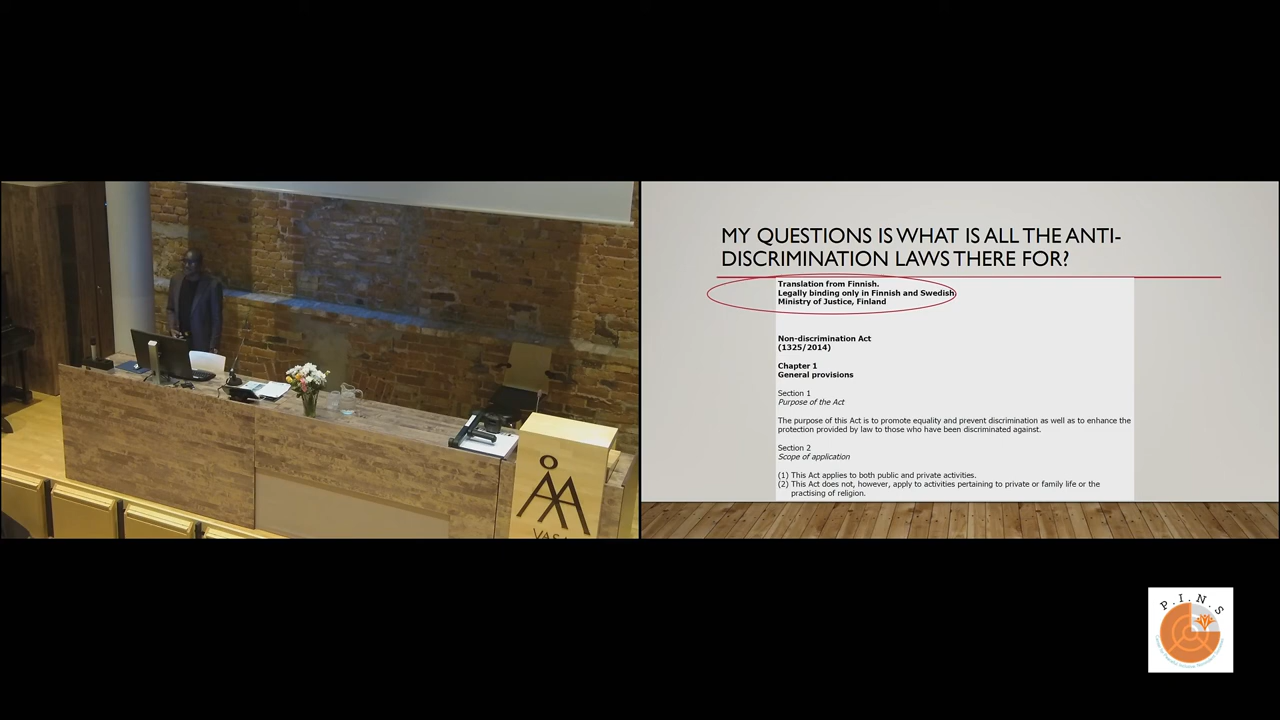 MY QUESTIONS IS WHAT IS ALL THE ANTI-
DISCRIMINATION LAWS THERE FOR?
Translation from Finnish.
Legally binding only in Finnish and Swedish
Ministry of Justice, Finland
Non-discrimination Act
(1325/2014)
Chapter 1
General provisions
Section 1
Purpose of the Act
The purpose of this Act is to promote equality and prevent discrimination as well as to enhance the
protection provided by law to those who have been discriminated against.
Section 2
Scope of application
(1) This Act applies to both public and private activities.
(2) This Act does not, however, apply to activities pertaining to private or family life or the
practising of religion.
ÅA
VASA
P.I.N.S